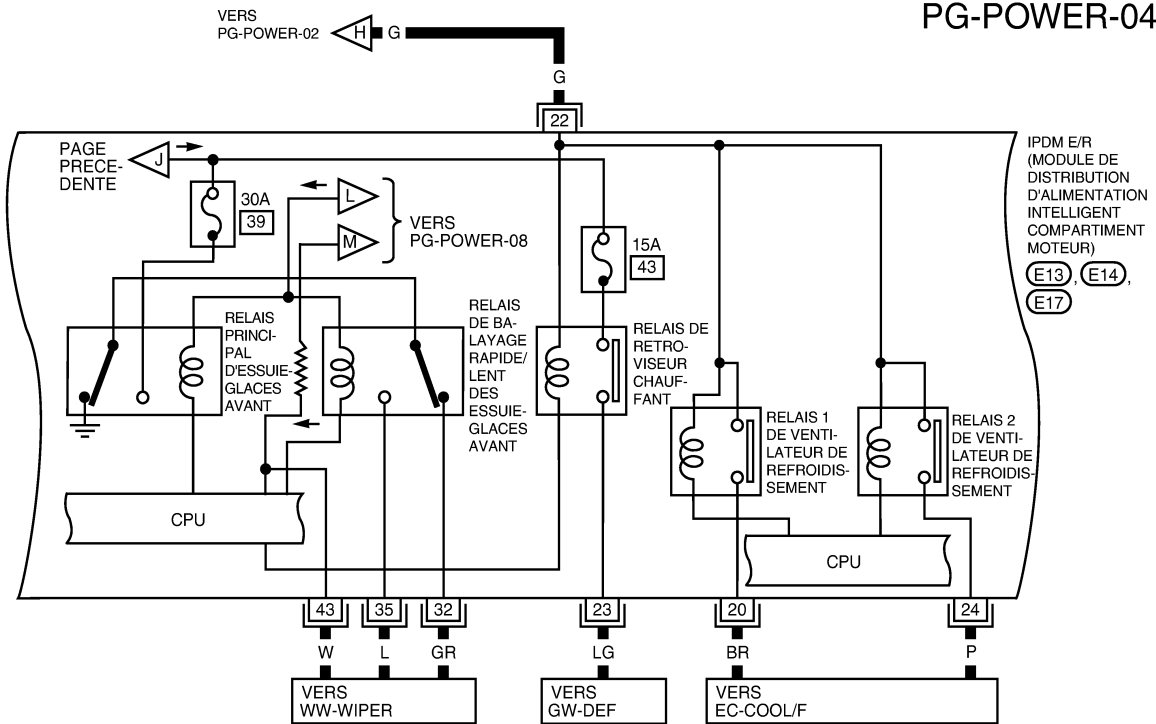 PG-POWER-04
VERS
PG-POWER-02
H
G
G
22
PAGE
PRECE-
DENTE
J
30A
39
L
M
VERS
PG-POWER-08
15A
43
IPDM E/R
(MODULE DE
DISTRIBUTION
D'ALIMENTATION
INTELLIGENT
COMPARTIMENT
MOTEUR)
E13 , E14 ,
E17
RELAIS
PRINCI-
PAL
D'ESSUIE-
GLACES
AVANT
RELAIS
DE BA-
LAYAGE
RAPIDE/
LENT
DES
ESSUIE-
GLACES
AVANT
RELAIS DE
RETRO-
VISEUR
CHAUF-
FANT
RELAIS 1
DE VENTI-
LATEUR DE
REFROIDIS-
SEMENT
RELAIS 2
DE VENTI-
LATEUR DE
REFROIDIS-
SEMENT
CPU
CPU
43 35 32 23 20 24
W L GR LG BR P
VERS
WW-WIPER
VERS
GW-DEF
VERS
EC-COOL/F